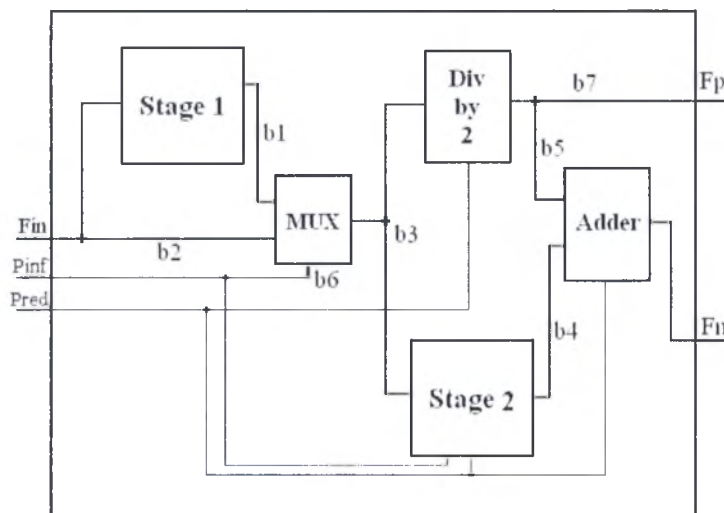 Stage 1
b1
Div
by
2
b7
Fp
b5
MUX
Adder
Fin
b2
b3
Pinf
b6
Pred
b4
Fn
Stage 2